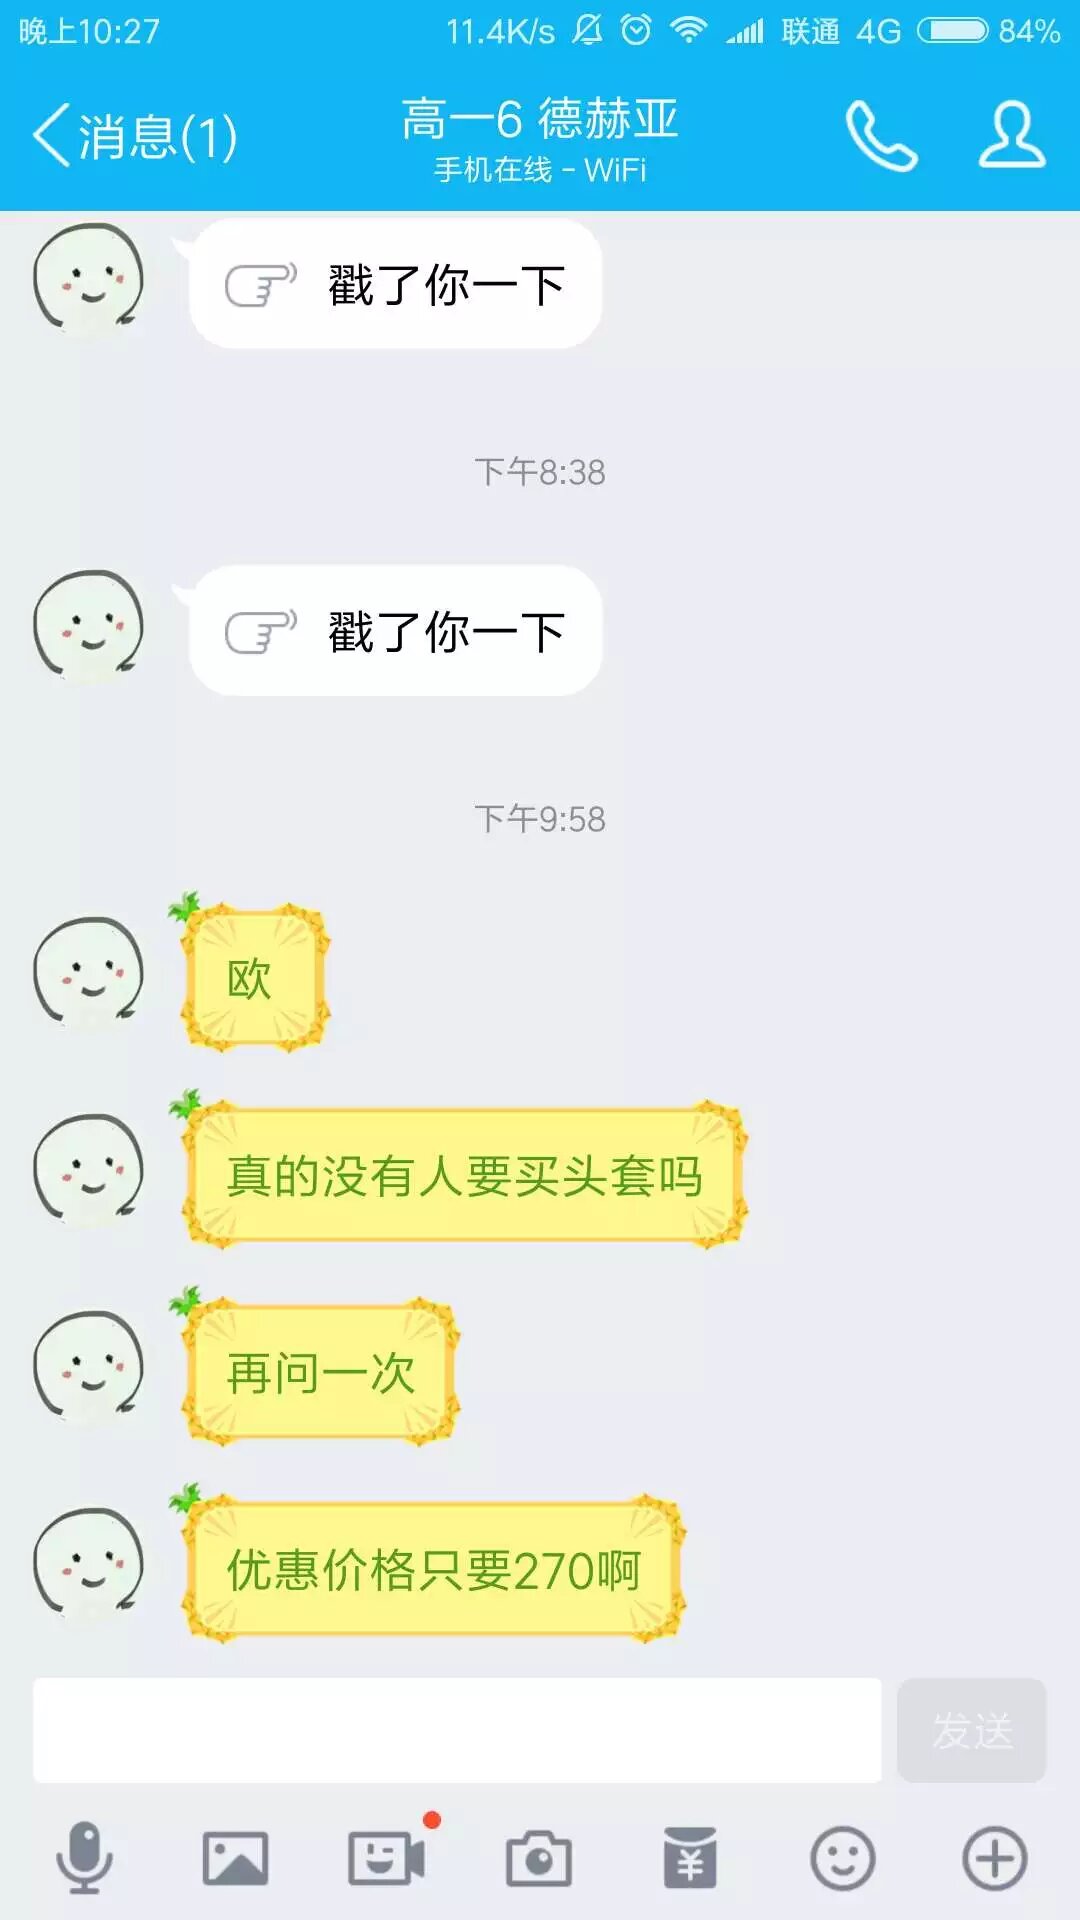 晚上10:27 11.4K/s 联通 4G 84%
消息(1) 高一6 德赫亚
手机在线 - WiFi
戳了你一下
下午8:38
戳了你一下
下午9:58
欧
真的没有人要买头套吗
再问一次
优惠价格只要270啊
发送